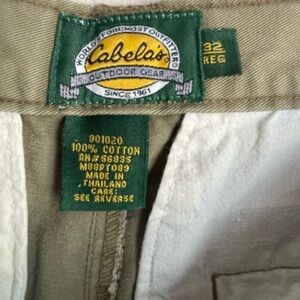 WORLD'S FOREMOST OUTFITTER
Cabela's
OUTDOOR GEAR
SINCE 1961
32
REG
901020
100% COTTON
RN# 56835
M88PT089
MADE IN
THAILAND
CARE:
SEE REVERSE